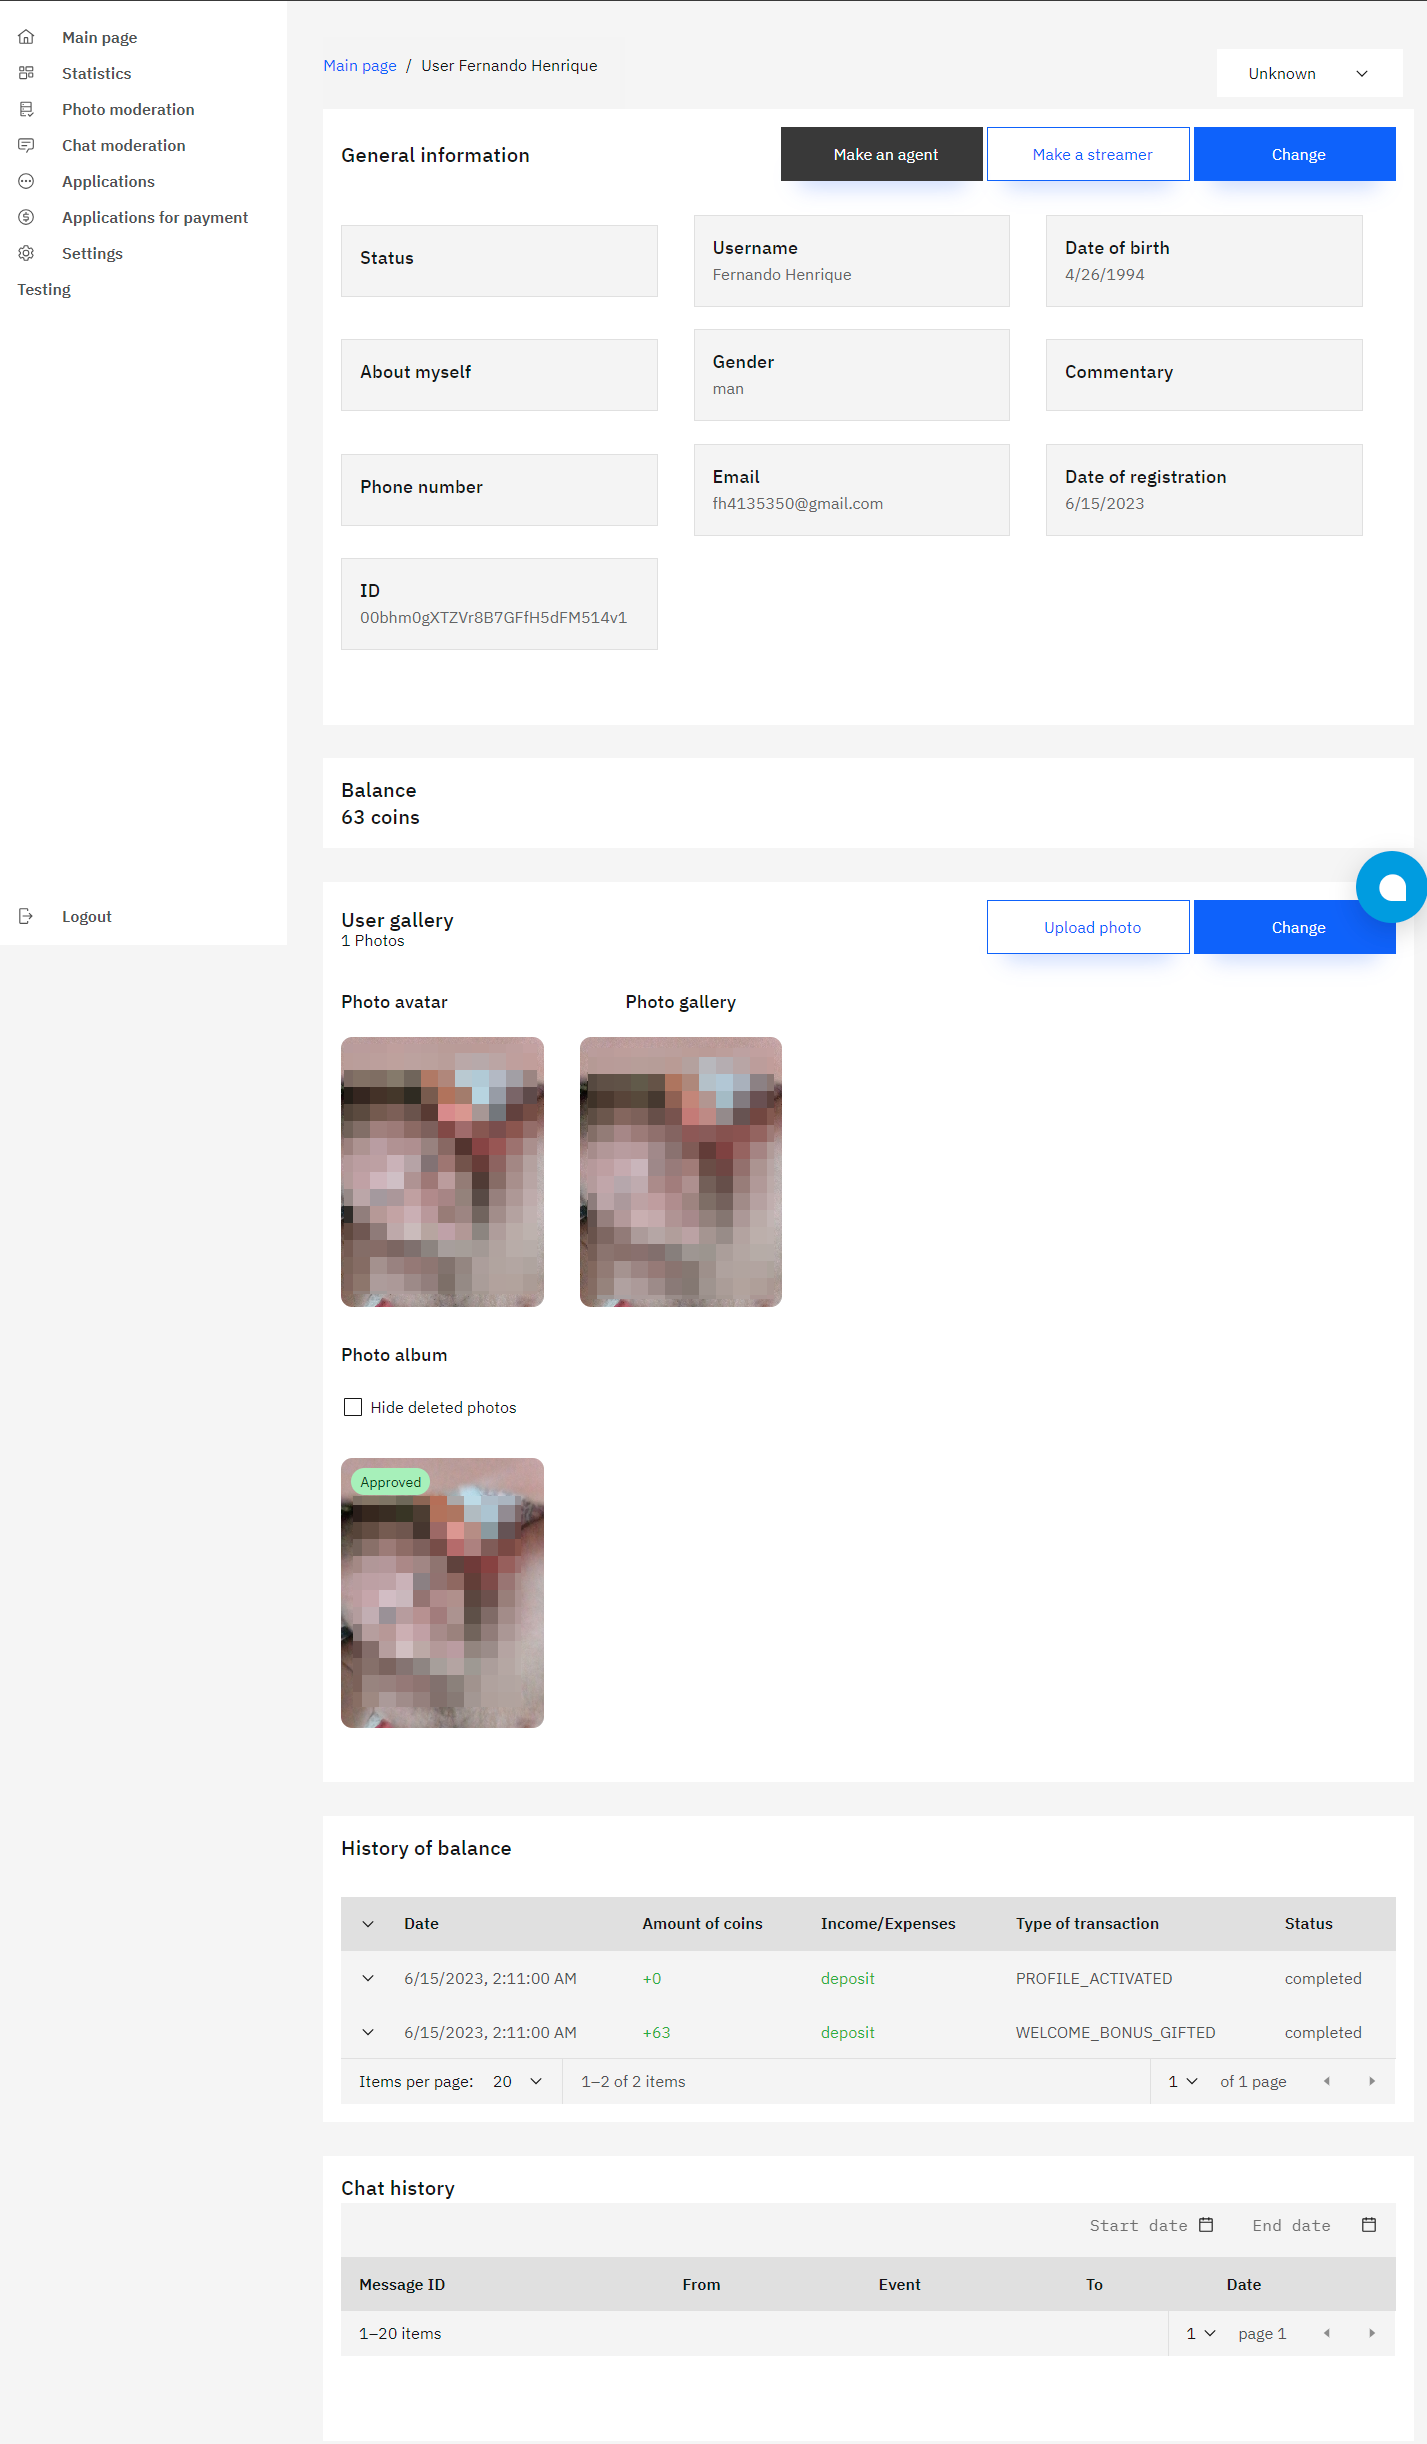 Main page
Statistics
Photo moderation
Chat moderation
Applications
Applications for payment
Settings
Testing
Logout
Main page / User Fernando Henrique
Unknown
General information
Make an agent
Make a streamer
Change
Status
Username
Fernando Henrique
Date of birth
4/26/1994
About myself
Gender
man
Commentary
Phone number
Email
fh4135350@gmail.com
Date of registration
6/15/2023
ID
00bhm0gXTZVr8B7GFfH5dFM514v1
Balance
63 coins
User gallery
1 Photos
Upload photo
Change
Photo avatar
Photo gallery
Photo album
Hide deleted photos
Approved
History of balance
Date Amount of coins Income/Expenses Type of transaction Status
6/15/2023, 2:11:00 AM +0 deposit PROFILE_ACTIVATED completed
6/15/2023, 2:11:00 AM +63 deposit WELCOME_BONUS_GIFTED completed
Items per page: 20 1–2 of 2 items 1 of 1 page
Chat history
Start date End date
Message ID From Event To Date
1–20 items 1 page 1